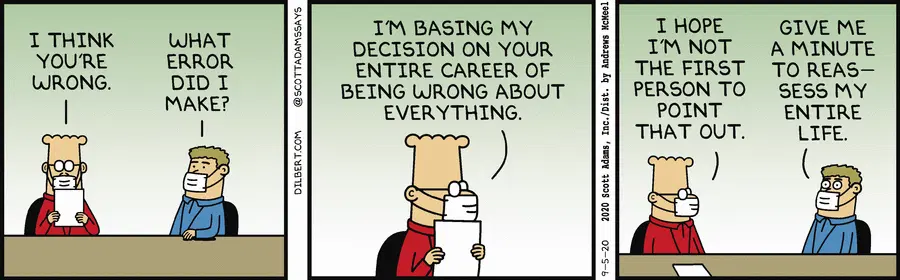 I THINK
YOU'RE
WRONG.
WHAT
ERROR
DID I
MAKE?
DILBERT.COM
@SCOTTADAMSSAYS
I'M BASING MY
DECISION ON YOUR
ENTIRE CAREER OF
BEING WRONG ABOUT
EVERYTHING.
9-5-20
2020 Scott Adams, Inc./Dist. by Andrews McMeel
I HOPE
I'M NOT
THE FIRST
PERSON TO
POINT
THAT OUT.
GIVE ME
A MINUTE
TO REAS—
SESS MY
ENTIRE
LIFE.